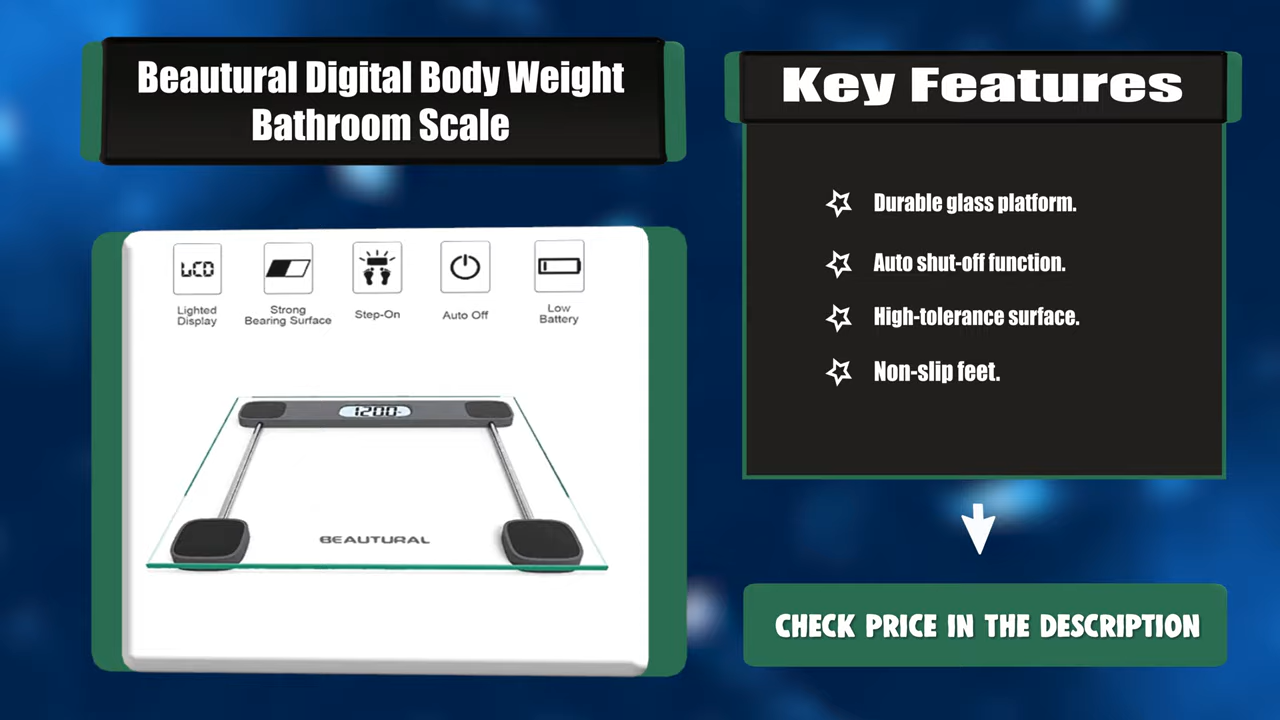 Beautural Digital Body Weight
Bathroom Scale
Key Features
Durable glass platform.
Auto shut-off function.
High-tolerance surface.
Non-slip feet.
LCD
Lighted
Display
Strong
Bearing Surface
Step-On
Auto Off
Low
Battery
BEAUTURAL
CHECK PRICE IN THE DESCRIPTION